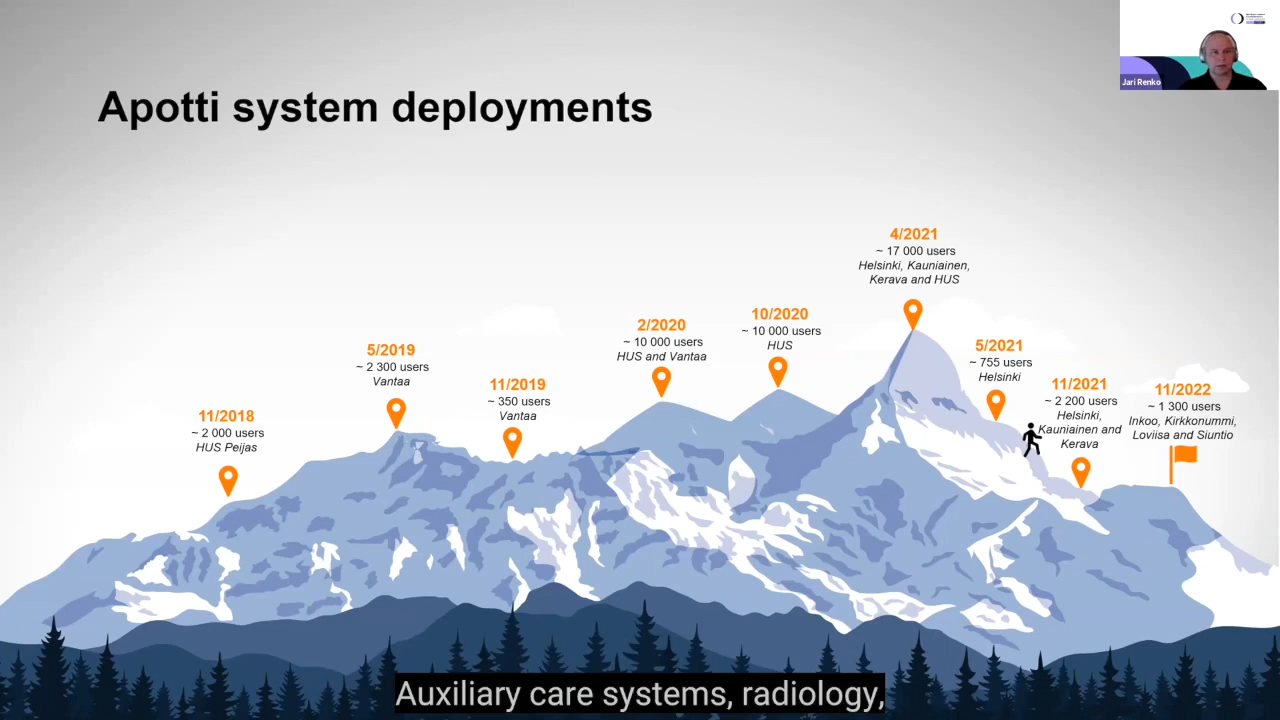 Jari Renko
Apotti system deployments
11/2018
~ 2 000 users
HUS Peijas
5/2019
~ 2 300 users
Vantaa
11/2019
~ 350 users
Vantaa
2/2020
~ 10 000 users
HUS and Vantaa
10/2020
~ 10 000 users
HUS
4/2021
~ 17 000 users
Helsinki, Kauniainen,
Kerava and HUS
5/2021
~ 755 users
Helsinki
11/2021
~ 2 200 users
Helsinki,
Kauniainen and
Kerava
11/2022
~ 1 300 users
Inkoo, Kirkkonummi,
Loviisa and Siuntio
Auxiliary care systems, radiology,